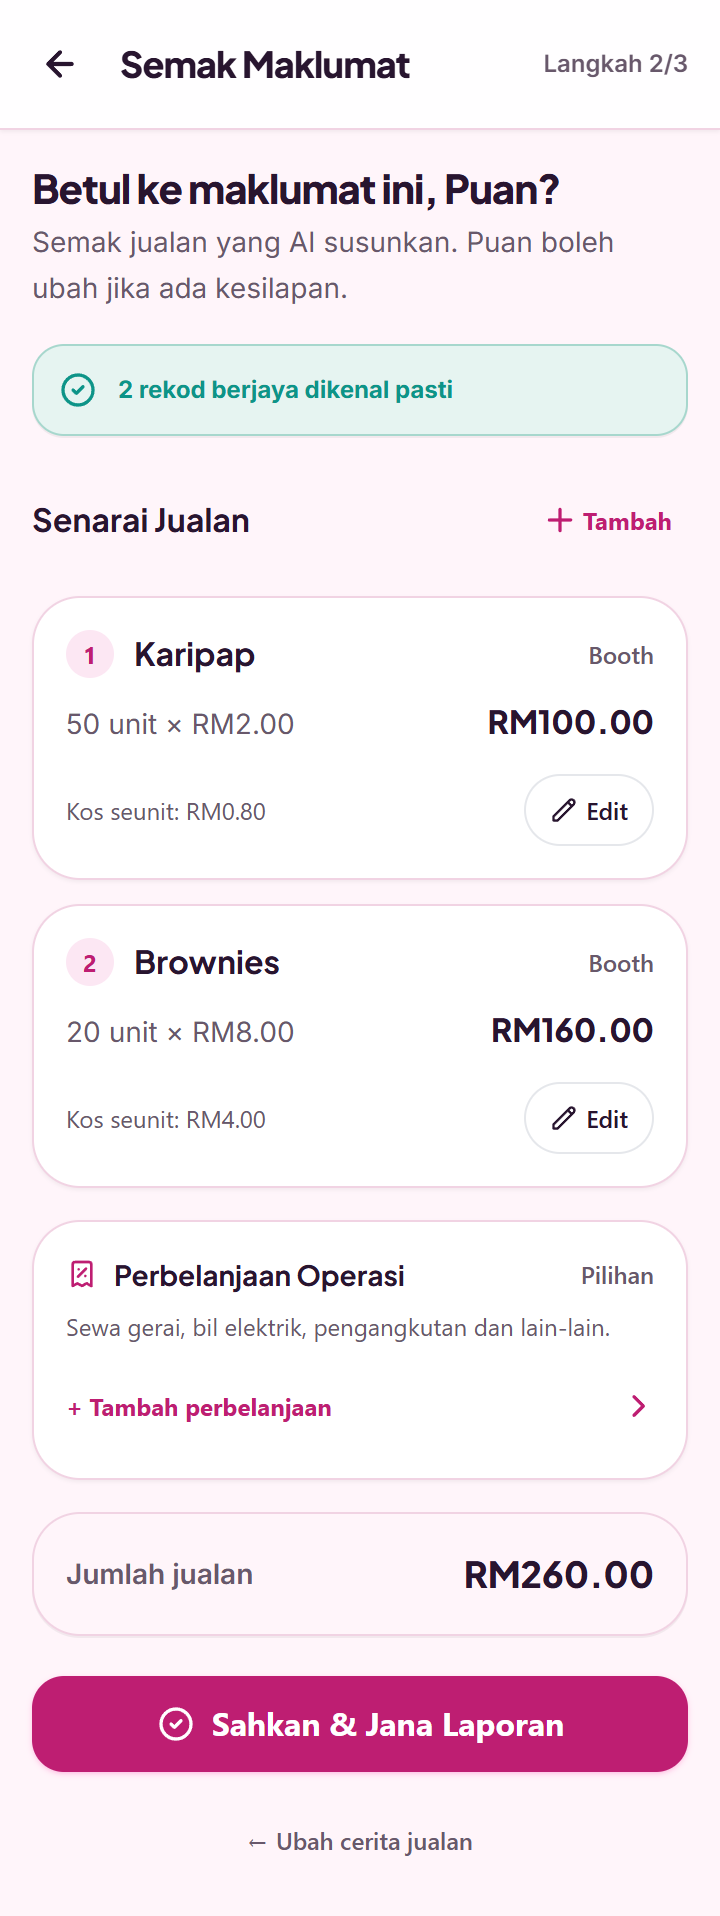 Semak Maklumat
Langkah 2/3
Betul ke maklumat ini, Puan?
Semak jualan yang AI susunkan. Puan boleh
ubah jika ada kesilapan.
2 rekod berjaya dikenal pasti
Senarai Jualan
+ Tambah
1 Karipap
Booth
50 unit × RM2.00
RM100.00
Kos seunit: RM0.80
Edit
2 Brownies
Booth
20 unit × RM8.00
RM160.00
Kos seunit: RM4.00
Edit
Perbelanjaan Operasi
Pilihan
Sewa gerai, bil elektrik, pengangkutan dan lain-lain.
+ Tambah perbelanjaan
Jumlah jualan
RM260.00
Sahkan & Jana Laporan
← Ubah cerita jualan